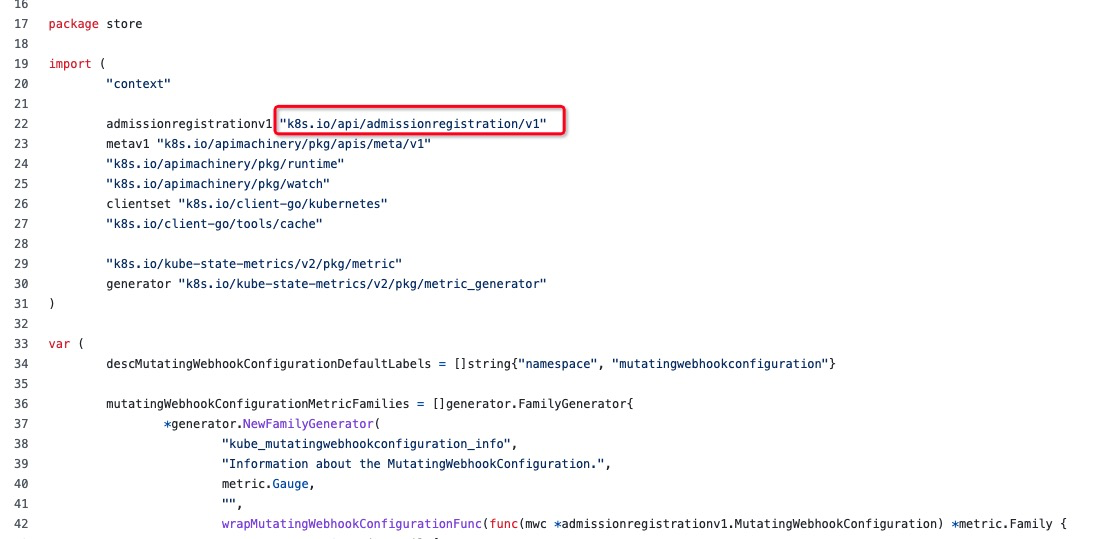 16
17 package store
18
19 import (
20 "context"
21
22 admissionregistrationv1 "k8s.io/api/admissionregistration/v1"
23 metav1 "k8s.io/apimachinery/pkg/apis/meta/v1"
24 "k8s.io/apimachinery/pkg/runtime"
25 "k8s.io/apimachinery/pkg/watch"
26 clientset "k8s.io/client-go/kubernetes"
27 "k8s.io/client-go/tools/cache"
28
29 "k8s.io/kube-state-metrics/v2/pkg/metric"
30 generator "k8s.io/kube-state-metrics/v2/pkg/metric_generator"
31 )
32
33 var (
34 descMutatingWebhookConfigurationDefaultLabels = []string{"namespace", "mutatingwebhookconfiguration"}
35
36 mutatingWebhookConfigurationMetricFamilies = []generator.FamilyGenerator{
37 *generator.NewFamilyGenerator(
38 "kube_mutatingwebhookconfiguration_info",
39 "Information about the MutatingWebhookConfiguration.",
40 metric.Gauge,
41 "",
42 wrapMutatingWebhookConfigurationFunc(func(mwc *admissionregistrationv1.MutatingWebhookConfiguration) *metric.Family {